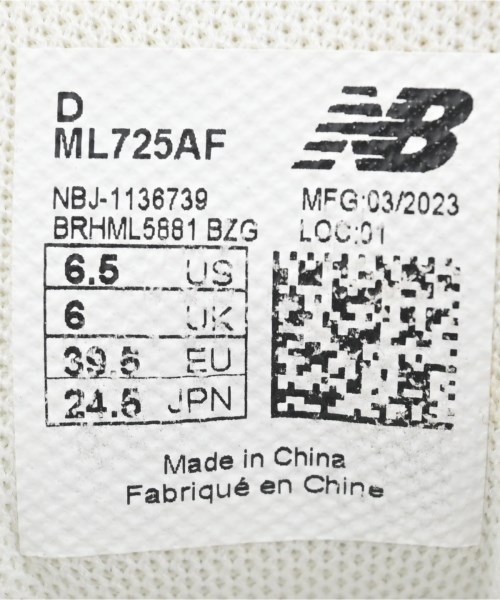 D
ML725AF
NB
NBJ-1136739
MFG:03/2023
BRHML5881 BZG
LOC:01
6.5 US
6 UK
39.5 EU
24.5 JPN
Made in China
Fabriqué en Chine